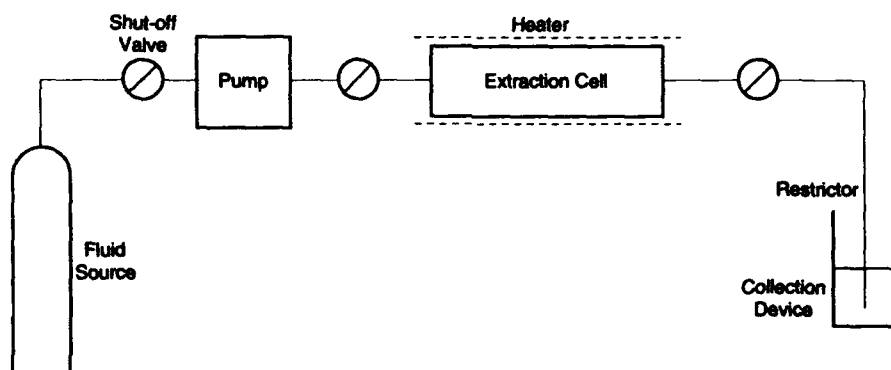 Heater
Shut-off
Valve
Pump
Extraction Cell
Restrictor
Fluid
Source
Collection
Device